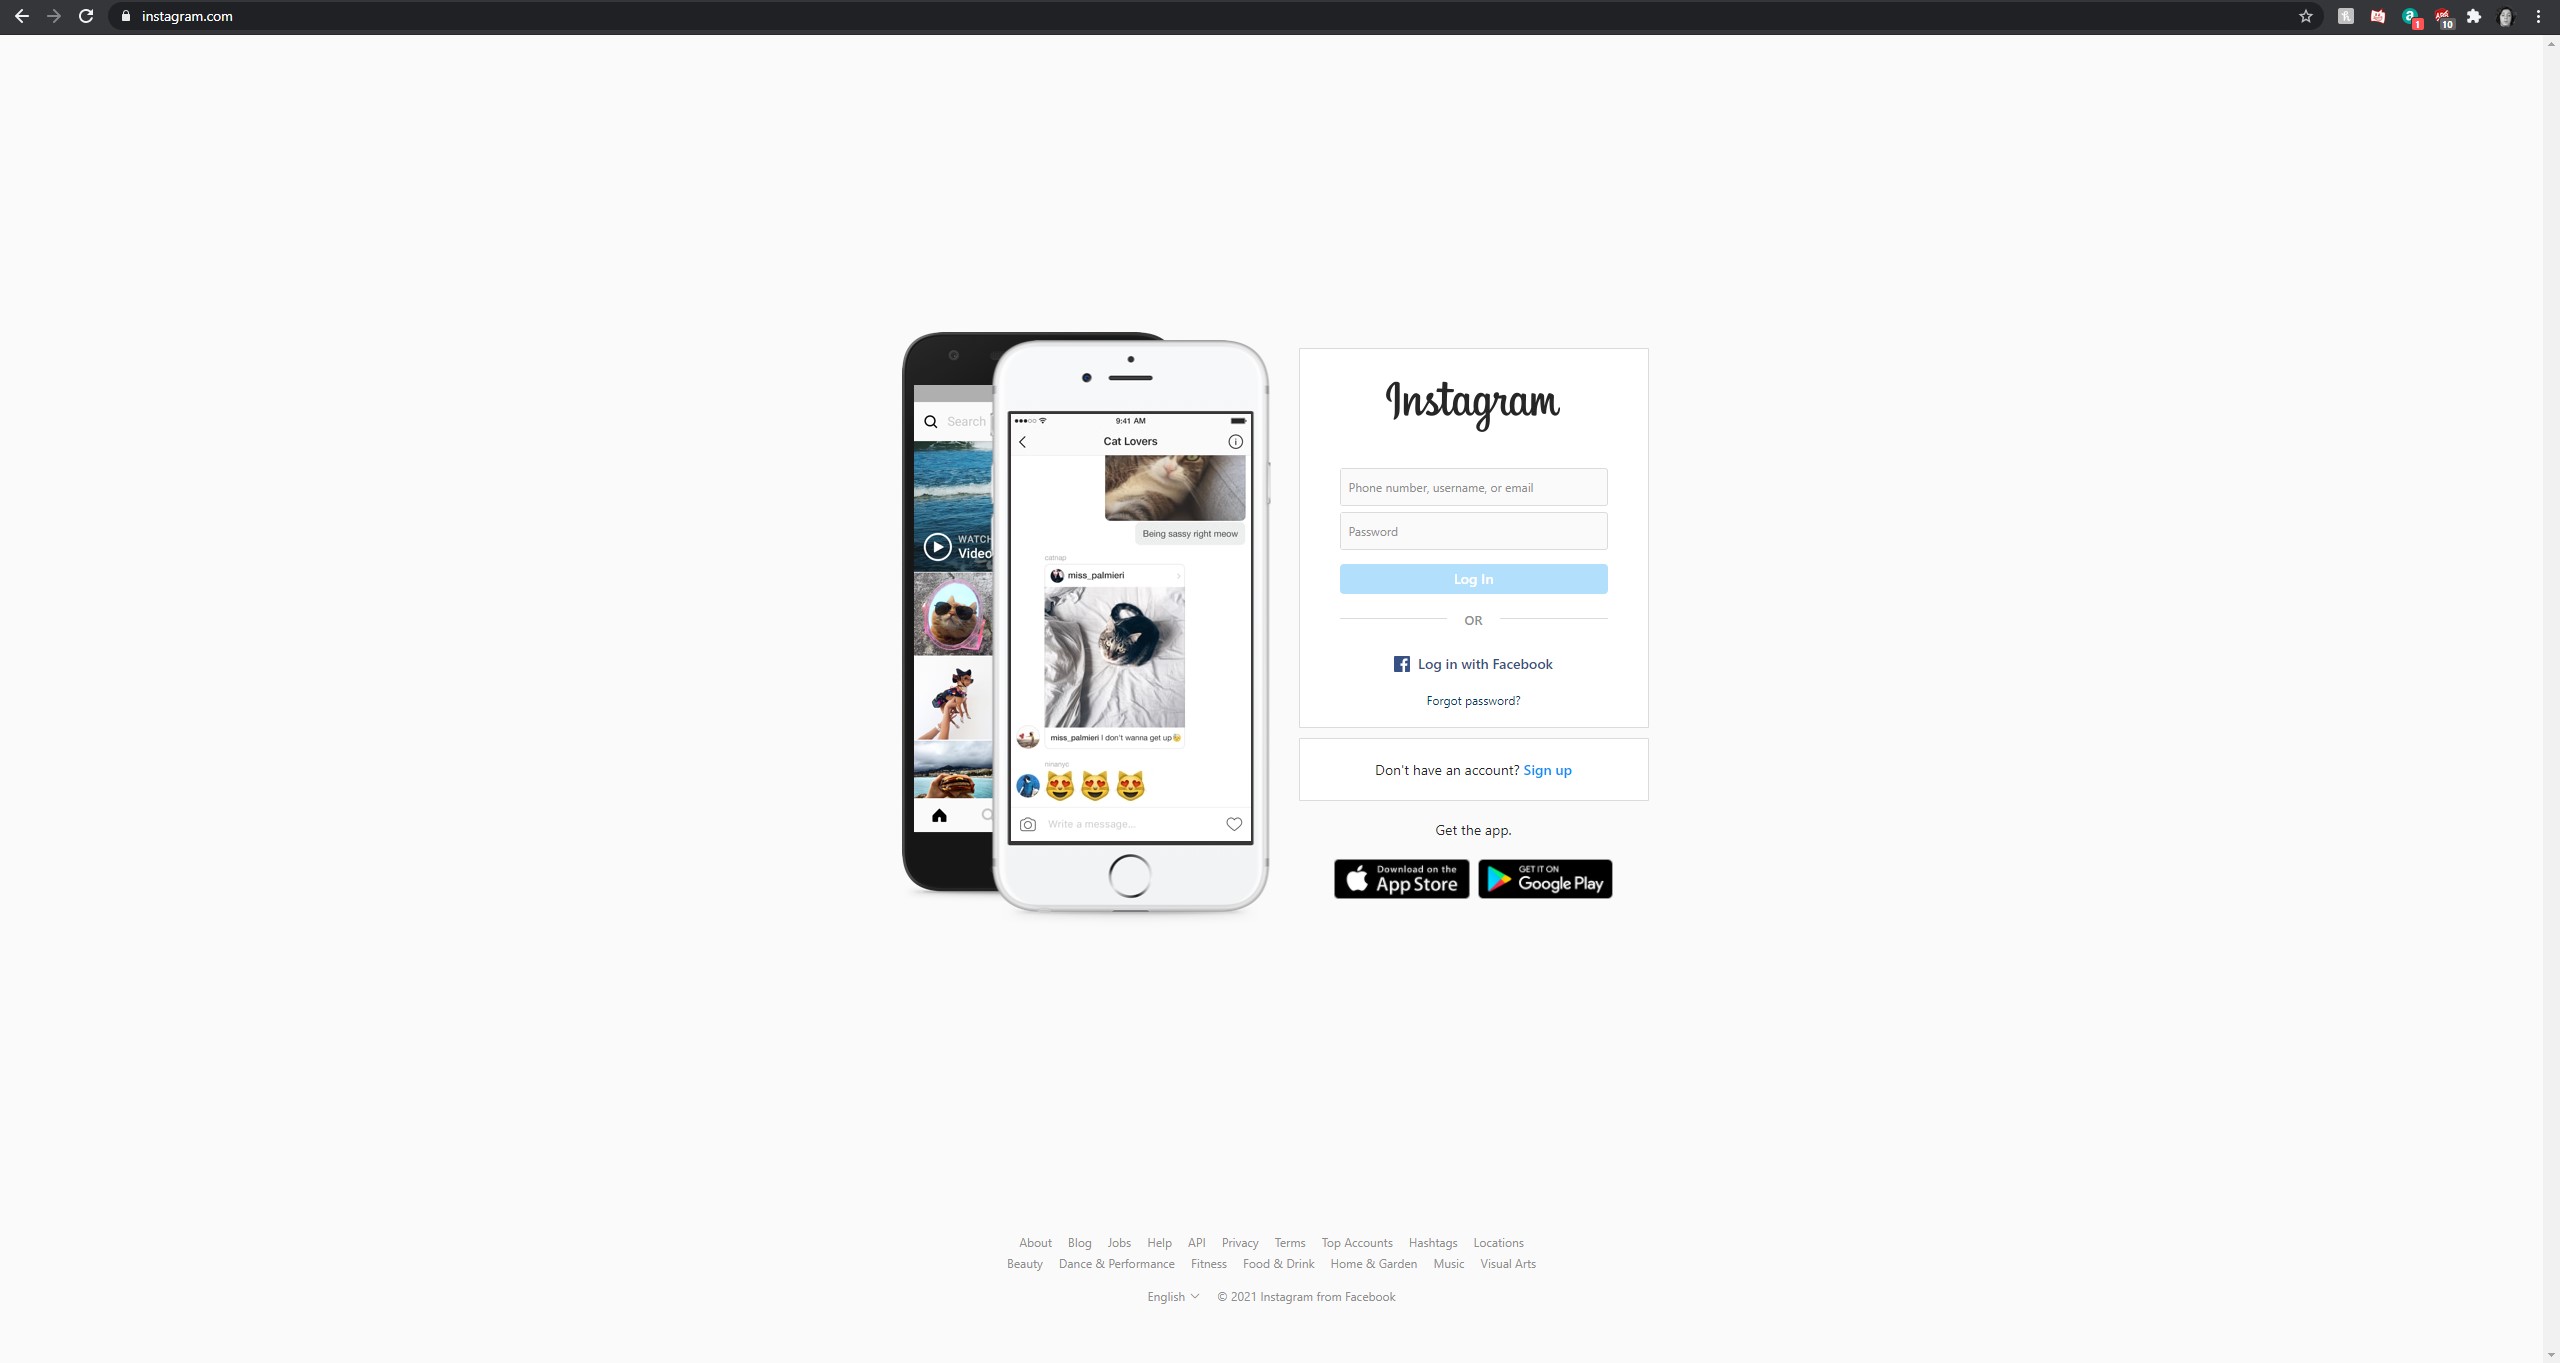 instagram.com
1
10
Search
WATCH
Video
9:41 AM
Cat Lovers
Being sassy right meow
catnap
miss_palmieri
miss_palmieri I don't wanna get up
ninanyc
Write a message...
Instagram
Phone number, username, or email
Password
Log In
OR
Log in with Facebook
Forgot password?
Don't have an account? Sign up
Get the app.
Download on the
App Store
GET IT ON
Google Play
About Blog Jobs Help API Privacy Terms Top Accounts Hashtags Locations
Beauty Dance & Performance Fitness Food & Drink Home & Garden Music Visual Arts
English © 2021 Instagram from Facebook